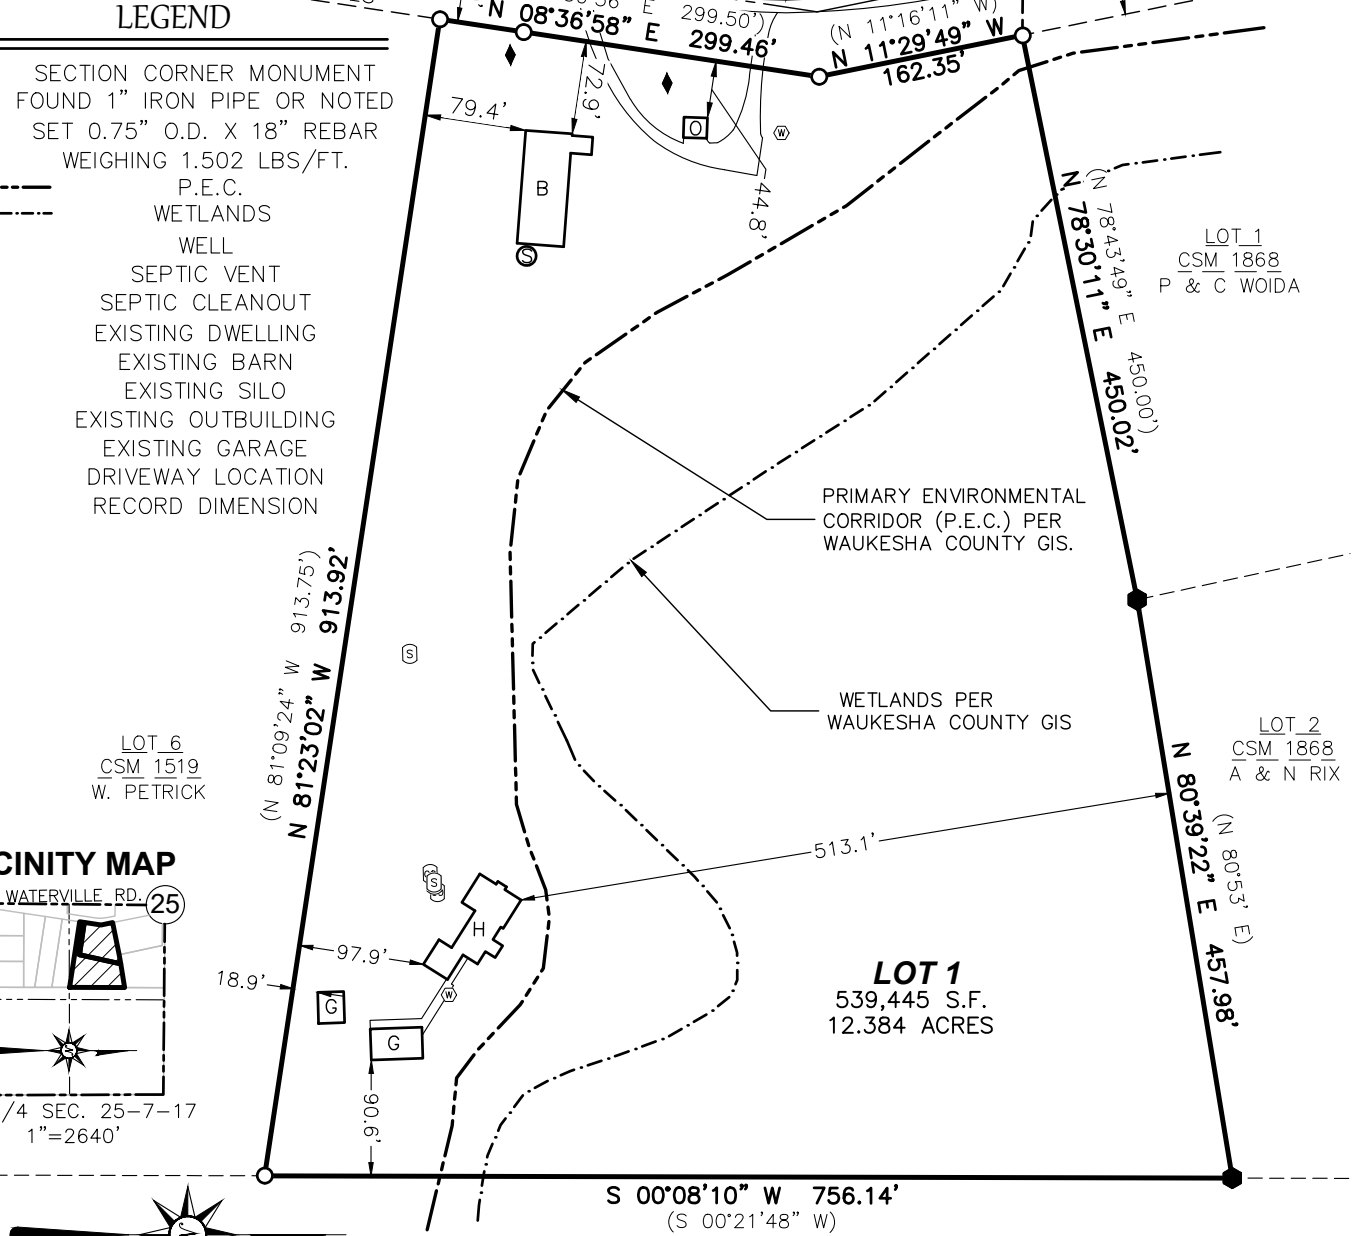 LEGEND
SECTION CORNER MONUMENT
FOUND 1" IRON PIPE OR NOTED
SET 0.75" O.D. X 18" REBAR
WEIGHING 1.502 LBS/FT.
P.E.C.
WETLANDS
WELL
SEPTIC VENT
SEPTIC CLEANOUT
EXISTING DWELLING
EXISTING BARN
EXISTING SILO
EXISTING OUTBUILDING
EXISTING GARAGE
DRIVEWAY LOCATION
RECORD DIMENSION
E 299.50')
N 08°36'58" E 299.46'
(N 11°16'11" W)
N 11°29'49" W
162.35'
79.4'
72.9'
44.8'
O
W
B
S
N 78°30'11" E 450.02'
(N 78°43'49" E 450.00')
LOT 1
CSM 1868
P & C WOIDA
PRIMARY ENVIRONMENTAL
CORRIDOR (P.E.C.) PER
WAUKESHA COUNTY GIS.
(N 81°09'24" W 913.75')
N 81°23'02" W 913.92'
S
WETLANDS PER
WAUKESHA COUNTY GIS
LOT 6
CSM 1519
W. PETRICK
LOT 2
CSM 1868
A & N RIX
N 80°39'22" E 457.98'
(N 80°53' E)
513.1'
S
H
97.9'
18.9'
G
W
G
90.6'
LOT 1
539,445 S.F.
12.384 ACRES
CINITY MAP
WATERVILLE RD.
25
/4 SEC. 25-7-17
1"=2640'
S 00°08'10" W 756.14'
(S 00°21'48" W)